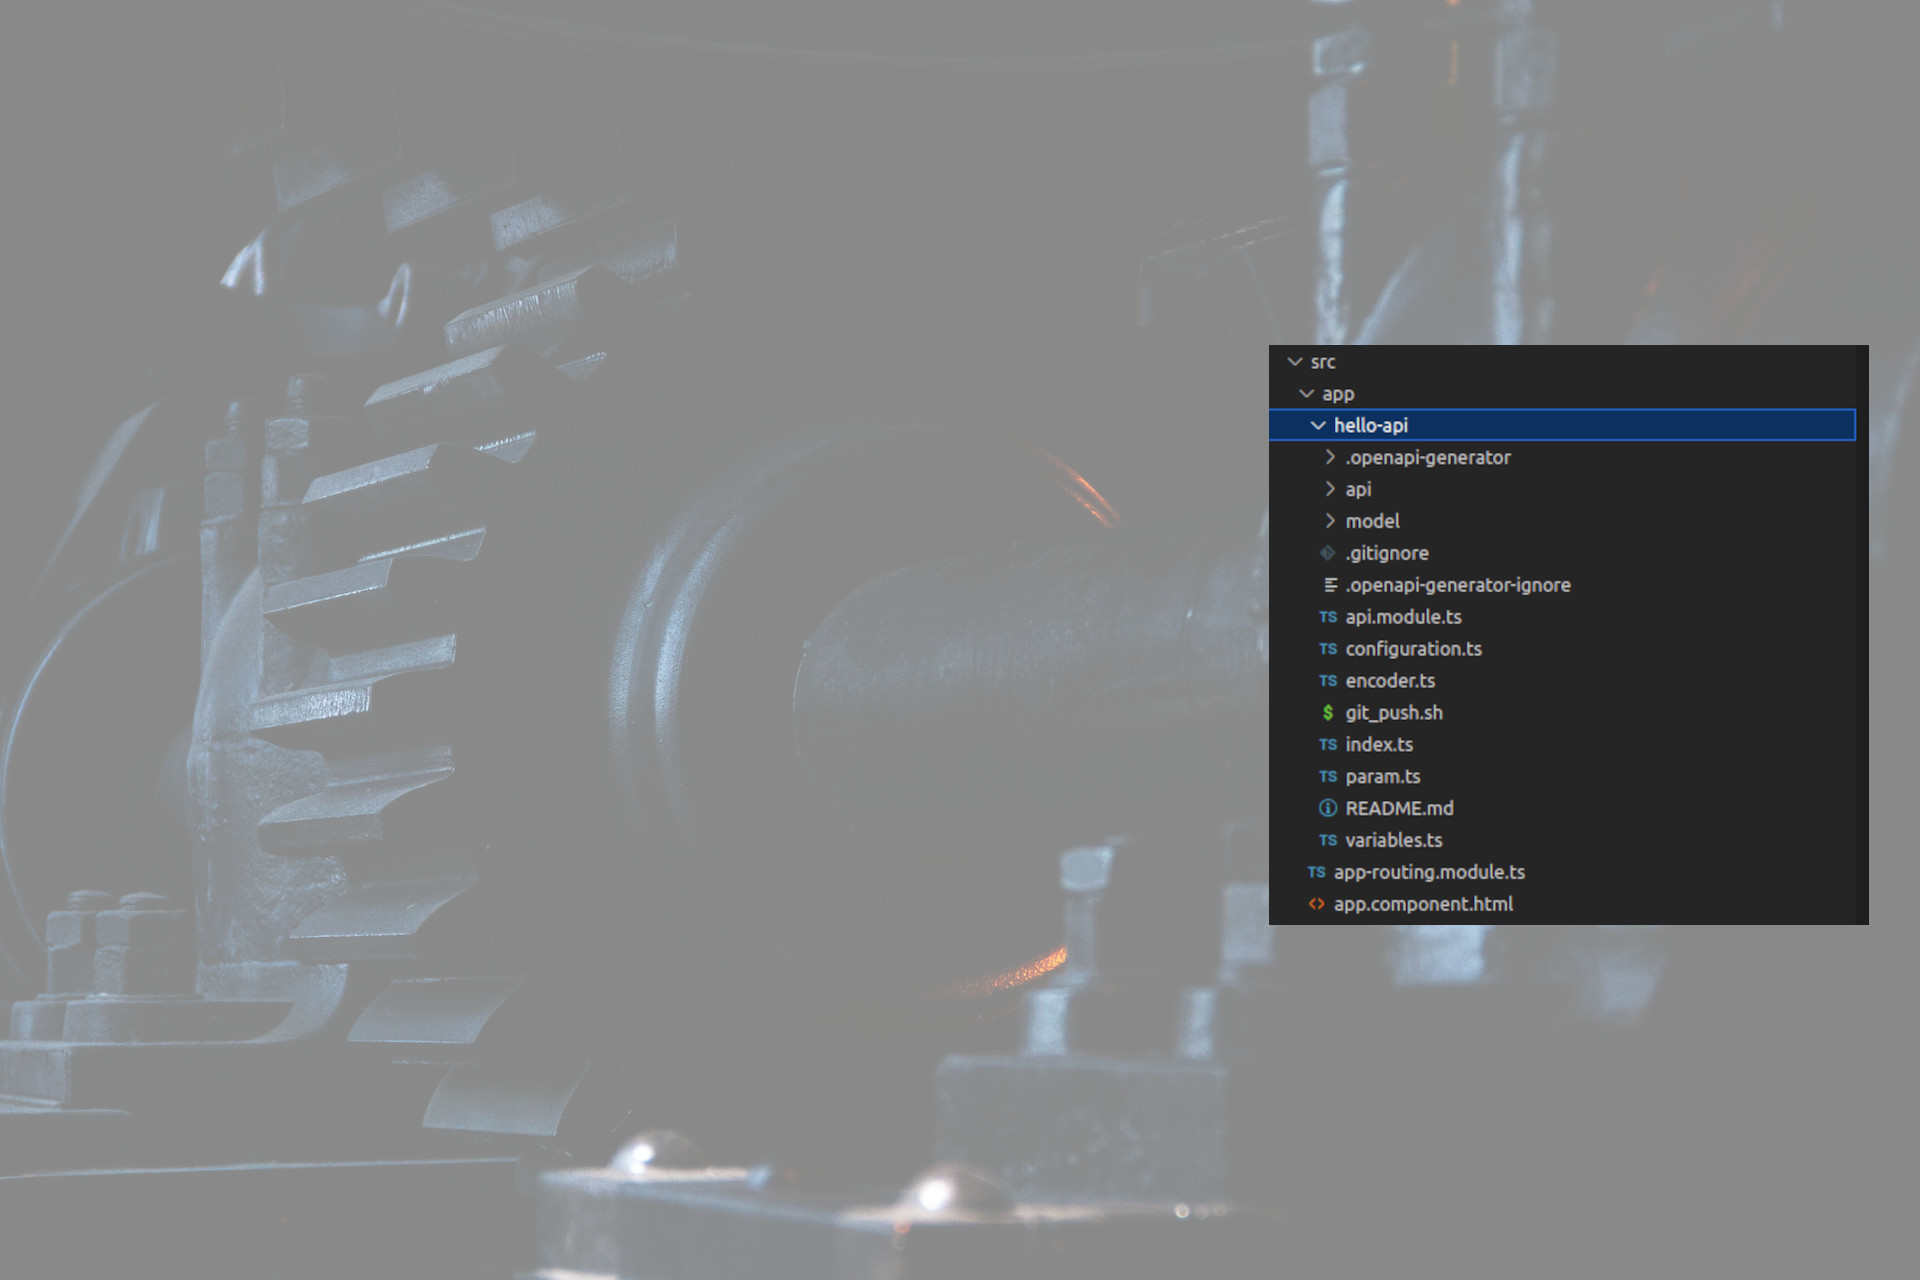 src
app
hello-api
.openapi-generator
api
model
.gitignore
.openapi-generator-ignore
TS api.module.ts
TS configuration.ts
TS encoder.ts
$ git_push.sh
TS index.ts
TS param.ts
README.md
TS variables.ts
TS app-routing.module.ts
<> app.component.html